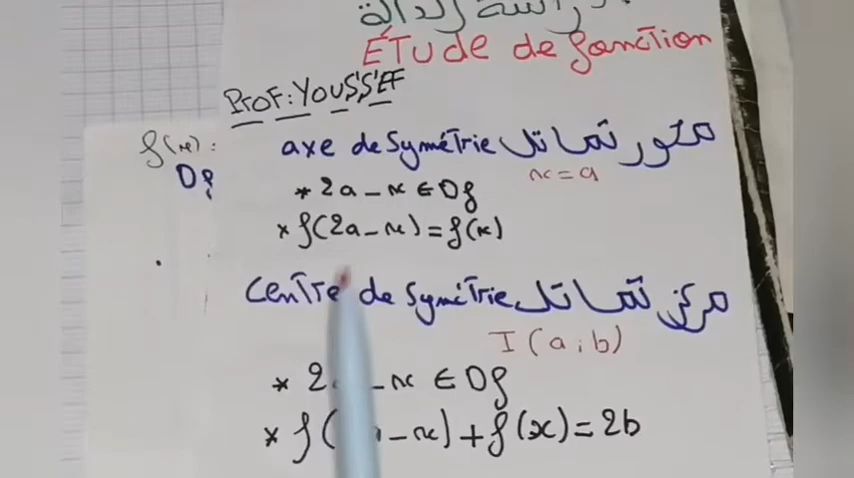 دراسة الدالة
ÉTude de fonction
Prof: YOUSSEF
f(x) :
Df
axe de Symétrie محور تماثل
x = a
* 2a - x ∈ Df
* f(2a - x) = f(x)
Centre de Symétrie مركز تماثل
I (a ; b)
* 2 - x ∈ Df
* f( - x) + f(x) = 2b